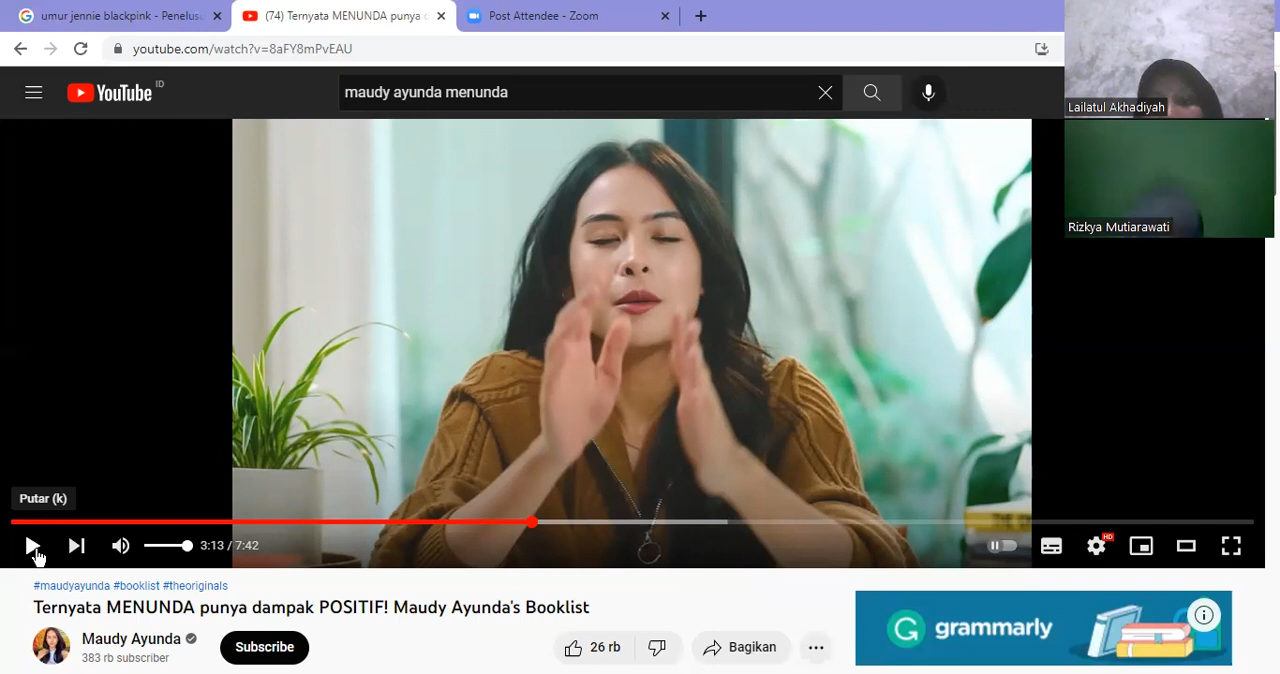 umur jennie blackpink - Penelus
(74) Ternyata MENUNDA punya
Post Attendee - Zoom
youtube.com/watch?v=8aFY8mPvEAU
YouTube ID
maudy ayunda menunda
Lailatul Akhadiyah
Rizkya Mutiarawati
Putar (k)
3:13 / 7:42
HD
#maudyayunda #booklist #theoriginals
Ternyata MENUNDA punya dampak POSITIF! Maudy Ayunda's Booklist
Maudy Ayunda
383 rb subscriber
Subscribe
26 rb
Bagikan
grammarly